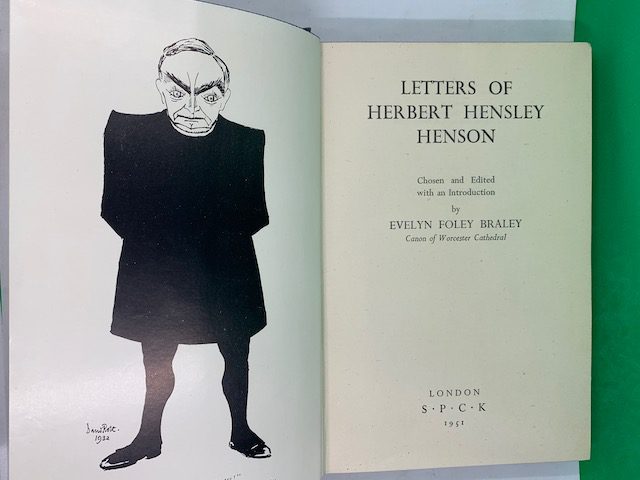 1932
LETTERS OF
HERBERT HENSLEY
HENSON
Chosen and Edited
with an Introduction
by
EVELYN FOLEY BRALEY
Canon of Worcester Cathedral
LONDON
S·P·C·K
1951